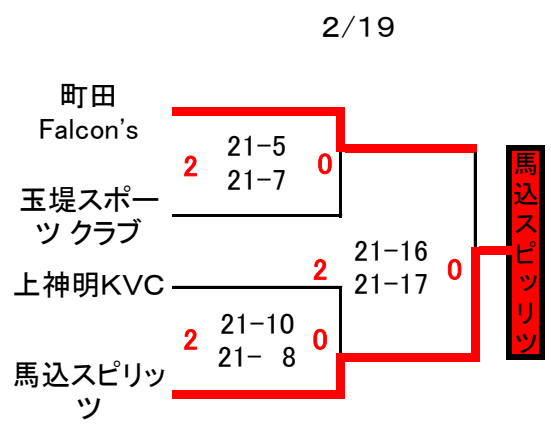 2/19
町田
Falcon's
2 21-5 0
21-7
玉堤スポー
ツクラブ
2 21-16 0
21-17
上神明KVC
2 21-10 0
21- 8
馬込スピリッ
ツ
馬込スピッリツ